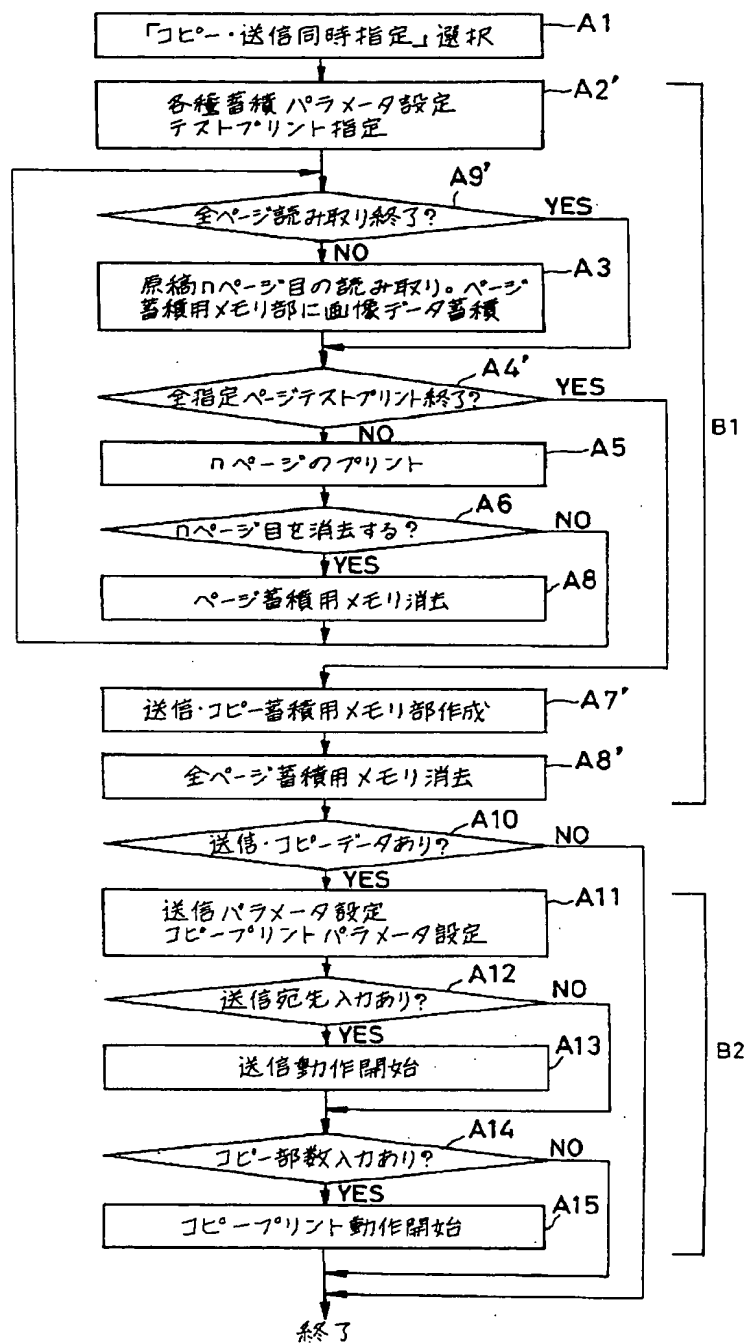 「コピー・送信同時指定」選択
A1
各種蓄積パラメータ設定
テストプリント指定
A2'
全ページ読み取り終了?
A9'
YES
NO
原稿nページ目の読み取り。ページ
蓄積用メモリ部に画像データ蓄積
A3
全指定ページテストプリント終了?
A4'
YES
NO
nページのプリント
A5
nページ目を消去する?
A6
NO
YES
ページ蓄積用メモリ消去
A8
送信・コピー蓄積用メモリ部作成
A7'
全ページ蓄積用メモリ消去
A8'
B1
送信・コピーデータあり?
A10
NO
YES
送信パラメータ設定
コピープリントパラメータ設定
A11
送信宛先入力あり?
A12
NO
YES
送信動作開始
A13
コピー部数入力あり?
A14
NO
YES
コピープリント動作開始
A15
B2
終了